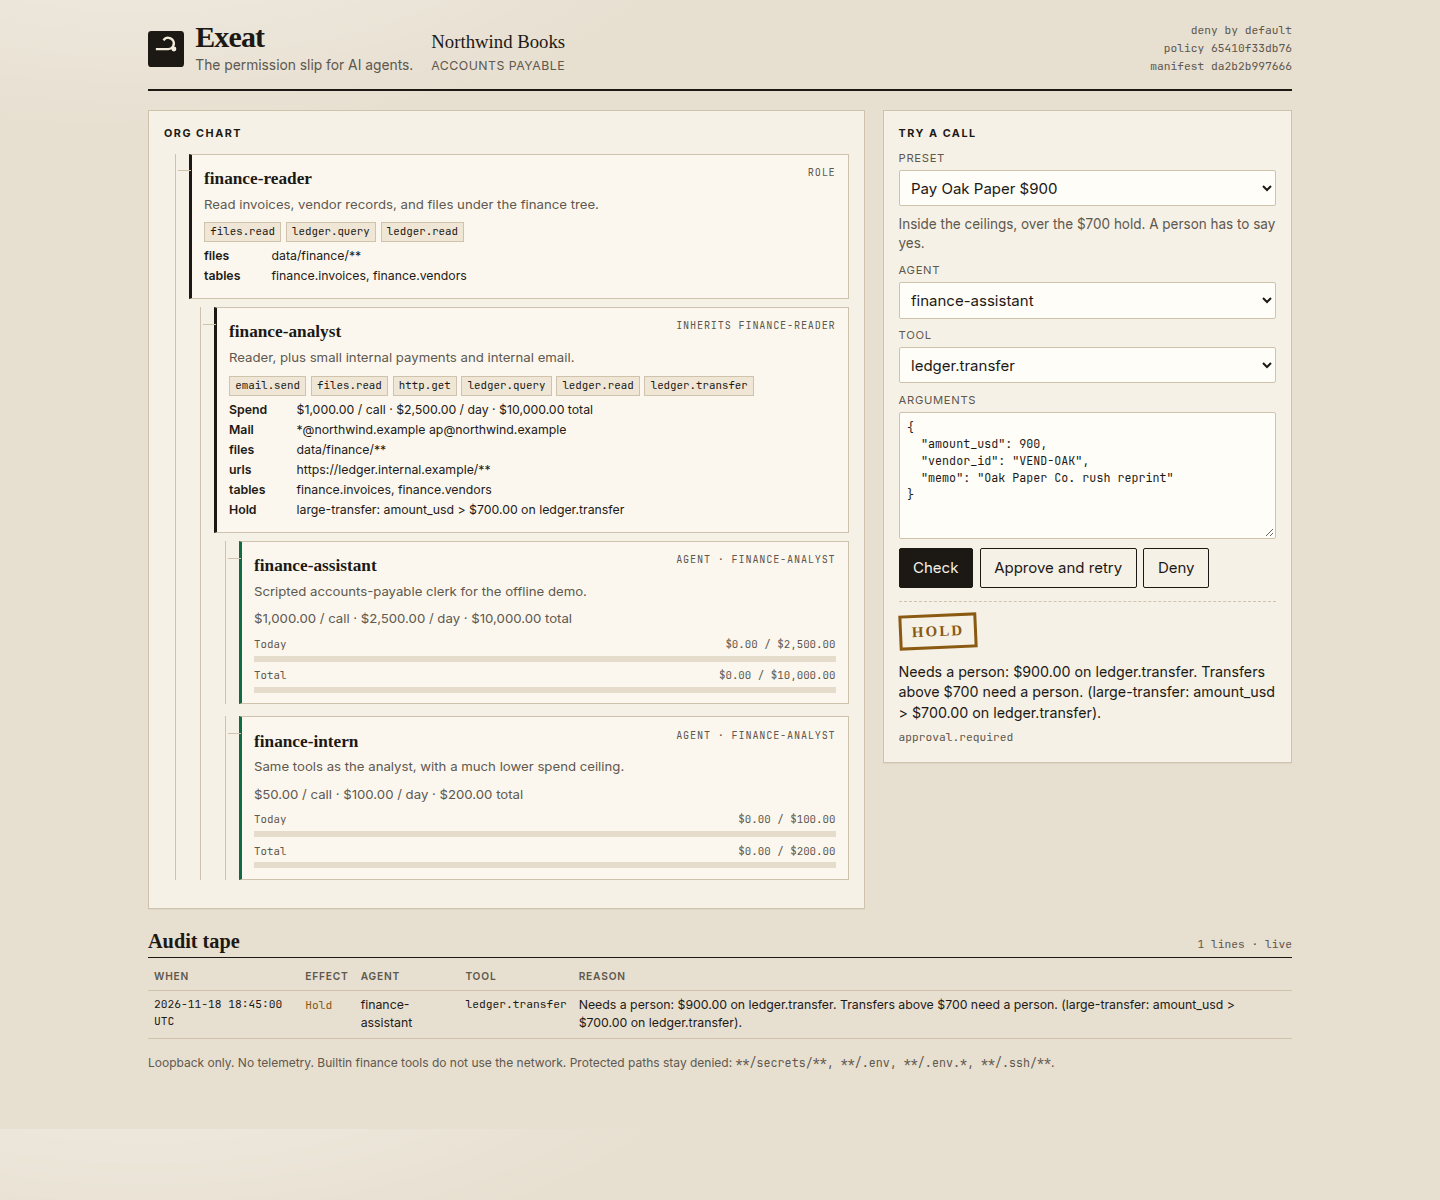 Exeat
The permission slip for AI agents.
Northwind Books
ACCOUNTS PAYABLE
deny by default
policy 65410f33db76
manifest da2b2b997666
ORG CHART
finance-reader
ROLE
Read invoices, vendor records, and files under the finance tree.
files.read ledger.query ledger.read
files data/finance/**
tables finance.invoices, finance.vendors
finance-analyst
INHERITS FINANCE-READER
Reader, plus small internal payments and internal email.
email.send files.read http.get ledger.query ledger.read ledger.transfer
Spend $1,000.00 / call · $2,500.00 / day · $10,000.00 total
Mail *@northwind.example ap@northwind.example
files data/finance/**
urls https://ledger.internal.example/**
tables finance.invoices, finance.vendors
Hold large-transfer: amount_usd > $700.00 on ledger.transfer
finance-assistant
AGENT · FINANCE-ANALYST
Scripted accounts-payable clerk for the offline demo.
$1,000.00 / call · $2,500.00 / day · $10,000.00 total
Today $0.00 / $2,500.00
Total $0.00 / $10,000.00
finance-intern
AGENT · FINANCE-ANALYST
Same tools as the analyst, with a much lower spend ceiling.
$50.00 / call · $100.00 / day · $200.00 total
Today $0.00 / $100.00
Total $0.00 / $200.00
TRY A CALL
PRESET
Pay Oak Paper $900
Inside the ceilings, over the $700 hold. A person has to say
yes.
AGENT
finance-assistant
TOOL
ledger.transfer
ARGUMENTS
{
"amount_usd": 900,
"vendor_id": "VEND-OAK",
"memo": "Oak Paper Co. rush reprint"
}
Check Approve and retry Deny
HOLD
Needs a person: $900.00 on ledger.transfer. Transfers
above $700 need a person. (large-transfer: amount_usd
> $700.00 on ledger.transfer).
approval.required
Audit tape
1 lines · live
WHEN EFFECT AGENT TOOL REASON
2026-11-18 18:45:00 Hold finance- ledger.transfer Needs a person: $900.00 on ledger.transfer. Transfers above $700 need a person. (large-transfer: amount_usd >
UTC assistant $700.00 on ledger.transfer).
Loopback only. No telemetry. Builtin finance tools do not use the network. Protected paths stay denied: **/secrets/**, **/.env, **/.env.*, **/.ssh/**.